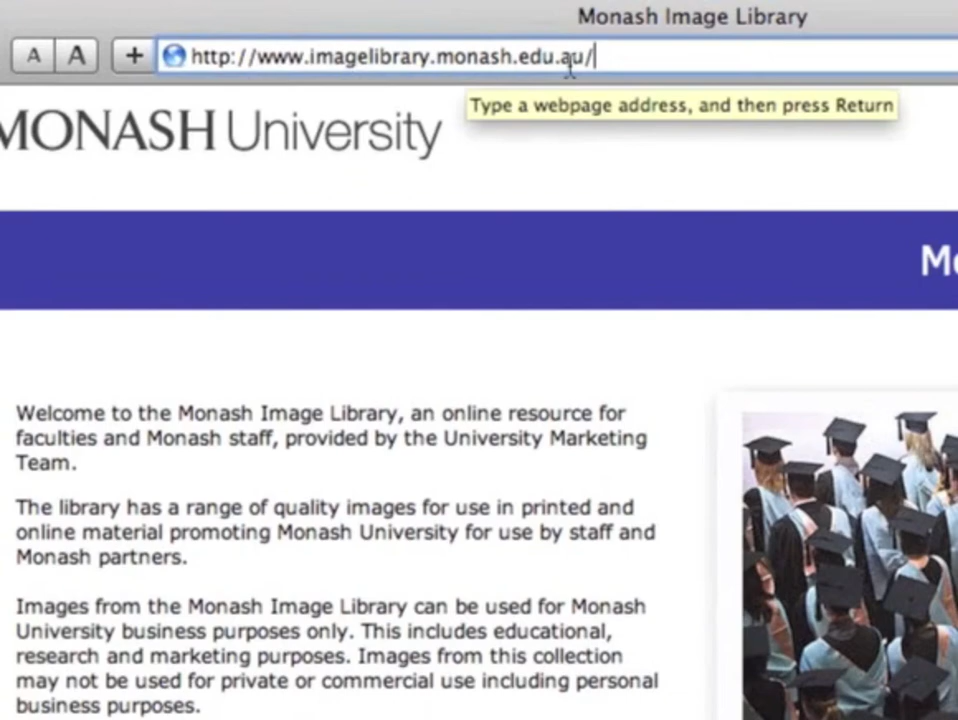 Monash Image Library
A A + http://www.imagelibrary.monash.edu.au/
Type a webpage address, and then press Return
MONASH University
Welcome to the Monash Image Library, an online resource for
faculties and Monash staff, provided by the University Marketing
Team.
The library has a range of quality images for use in printed and
online material promoting Monash University for use by staff and
Monash partners.
Images from the Monash Image Library can be used for Monash
University business purposes only. This includes educational,
research and marketing purposes. Images from this collection
may not be used for private or commercial use including personal
business purposes.